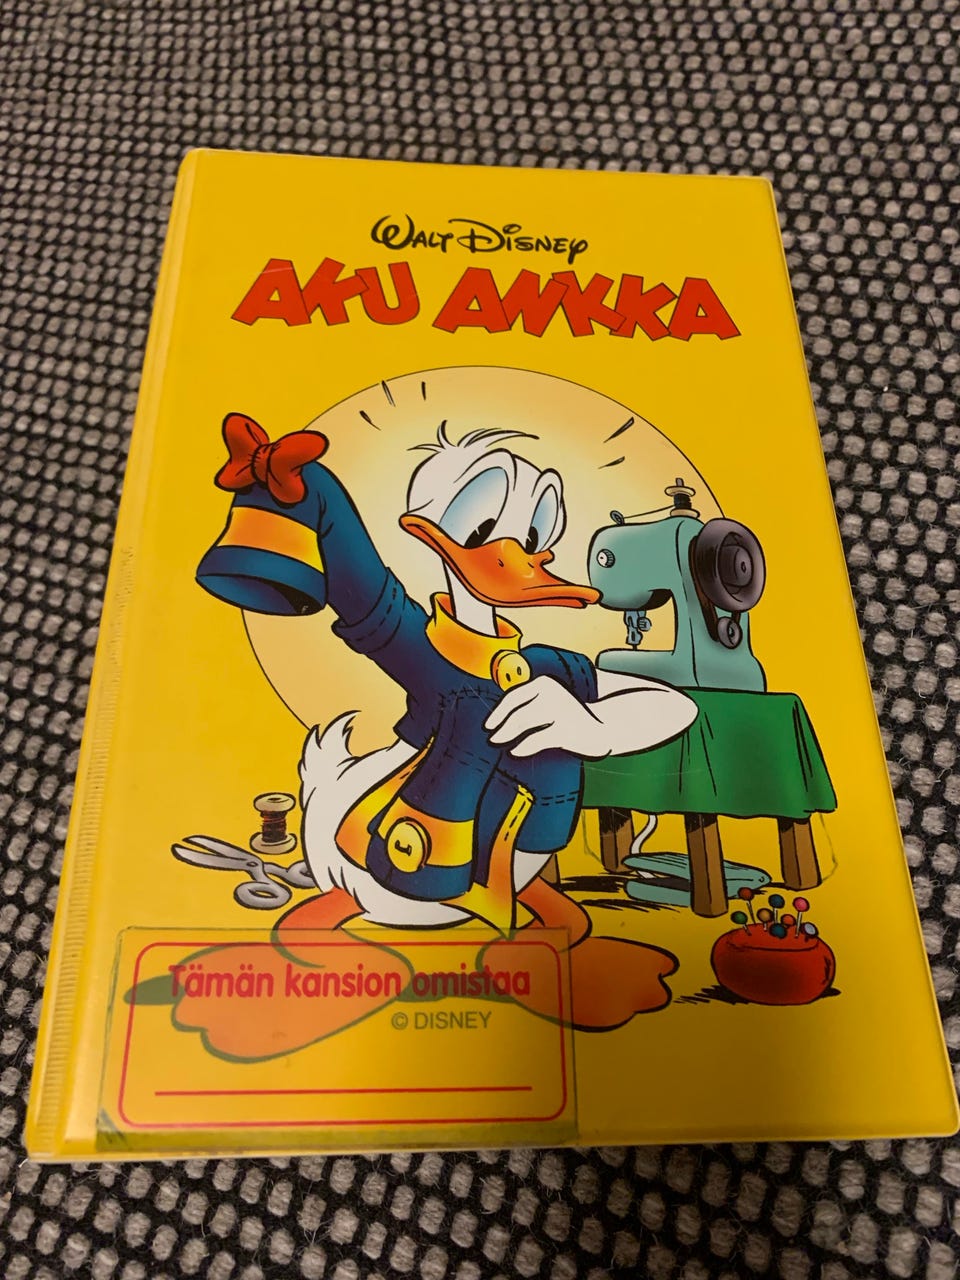 WALT DISNEY
AKU ANKKA
Tämän kansion omistaa
© DISNEY